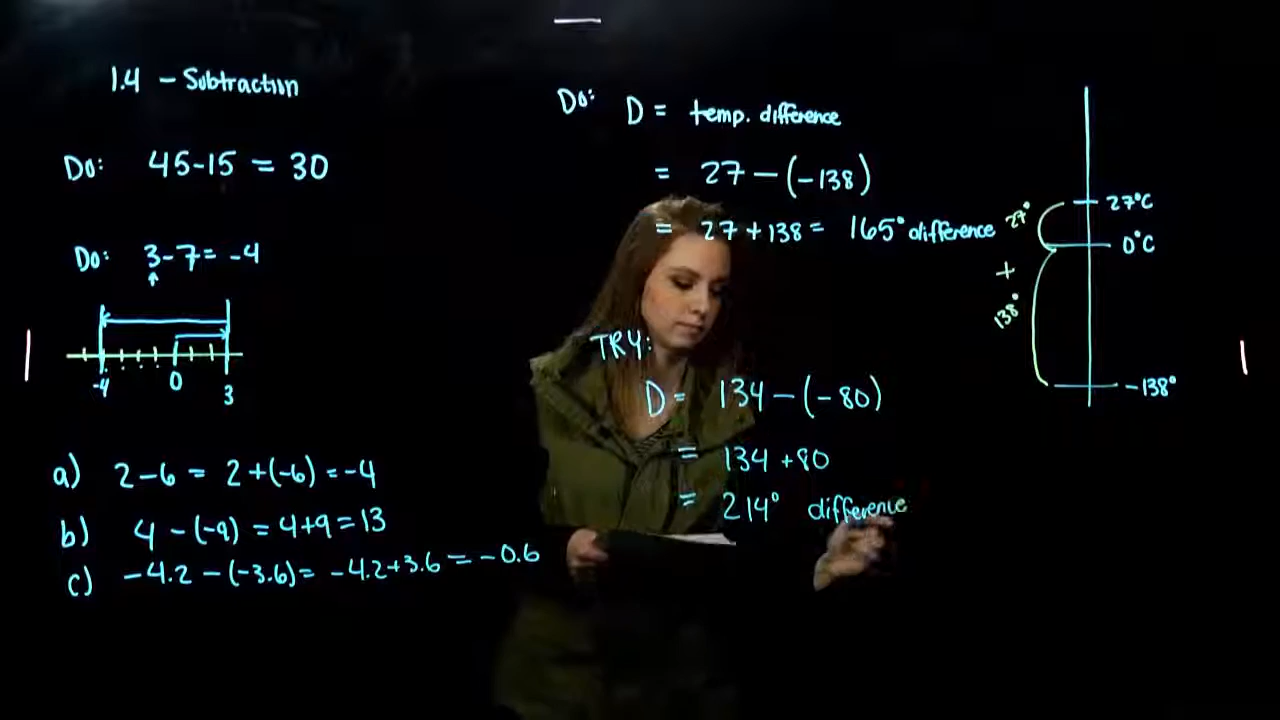 1.4 - Subtraction
Do: 45-15 = 30
Do: 3-7= -4
-4 0 3
a) 2-6 = 2+(-6) = -4
b) 4 - (-9) = 4+9 = 13
c) -4.2 - (-3.6) = -4.2+3.6 = -0.6
Do: D = temp. difference
= 27 - (-138)
= 27 + 138 = 165° difference
TRY:
D = 134 - (-80)
= 134 +80
= 214° difference
27°C
27°
0°C
+
138°
-138°